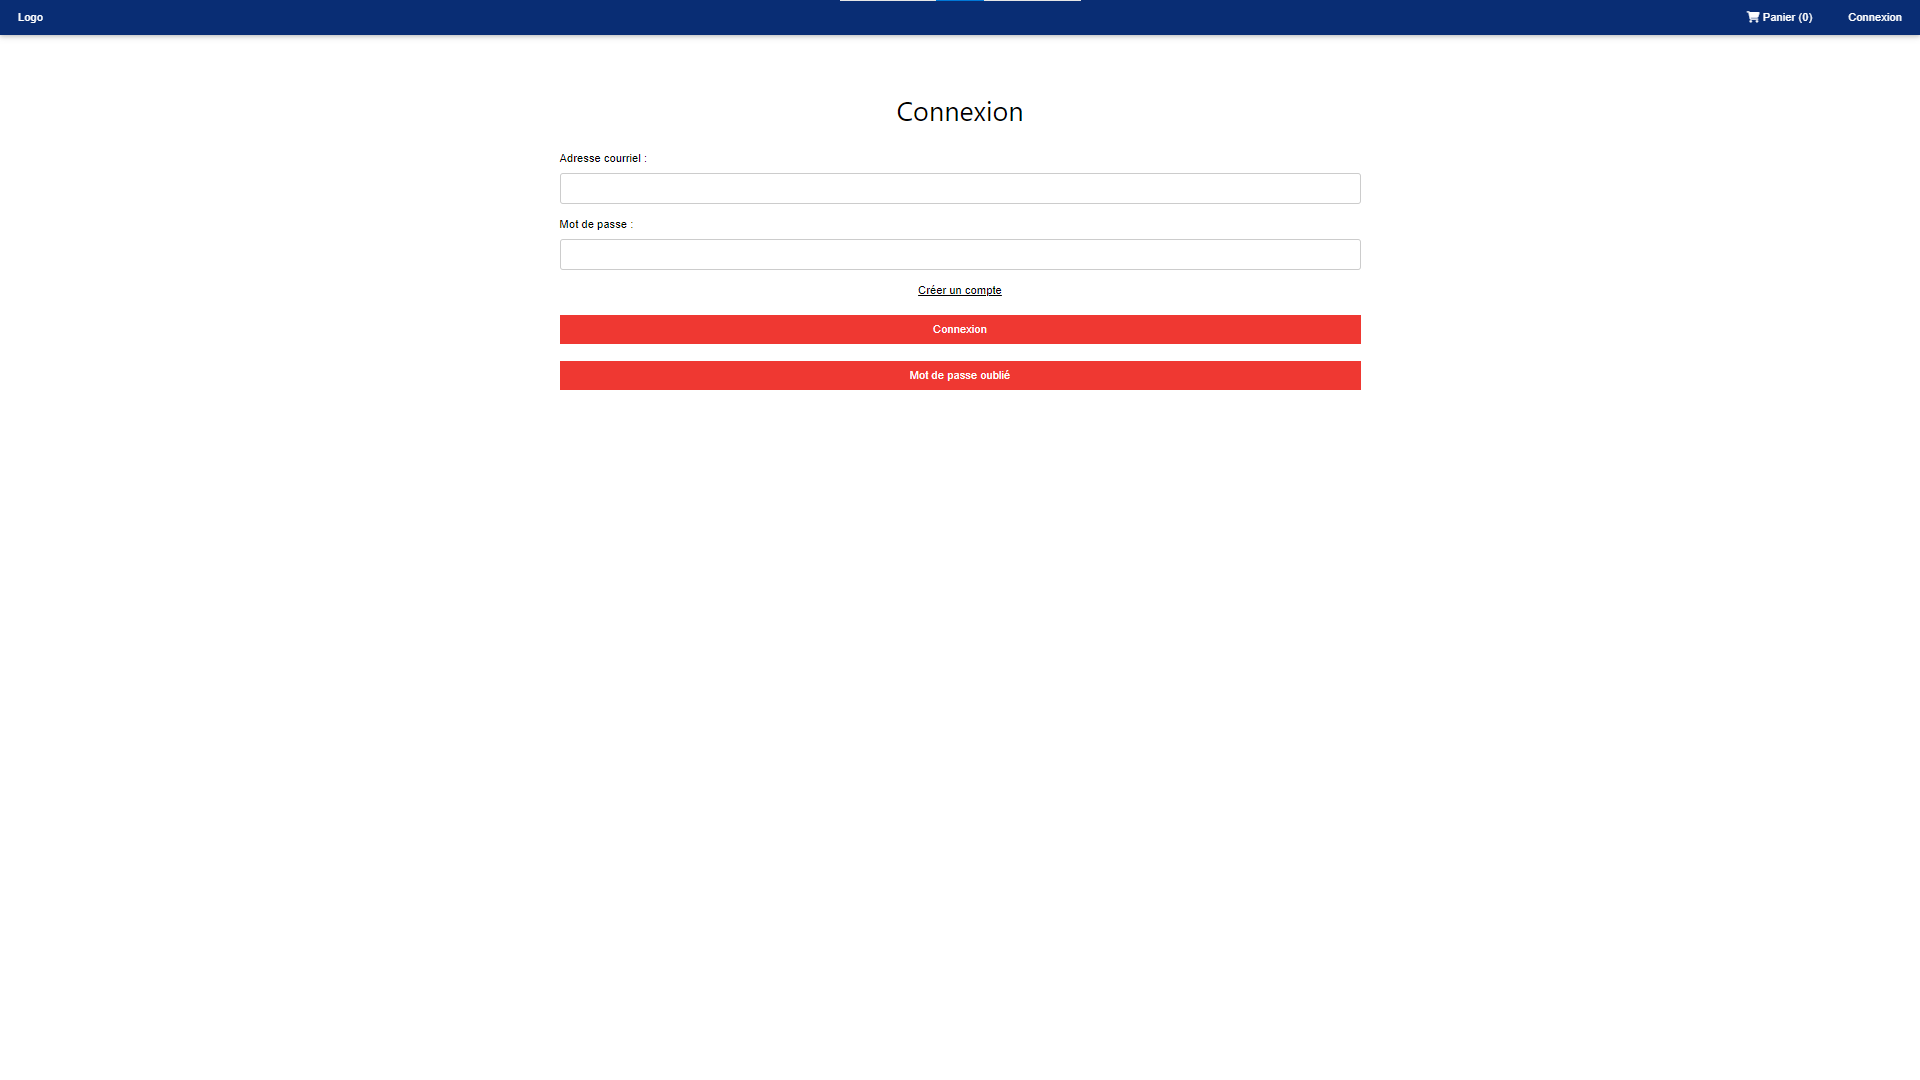 Logo
Panier (0)
Connexion
Connexion
Adresse courriel :
Mot de passe :
Créer un compte
Connexion
Mot de passe oublié